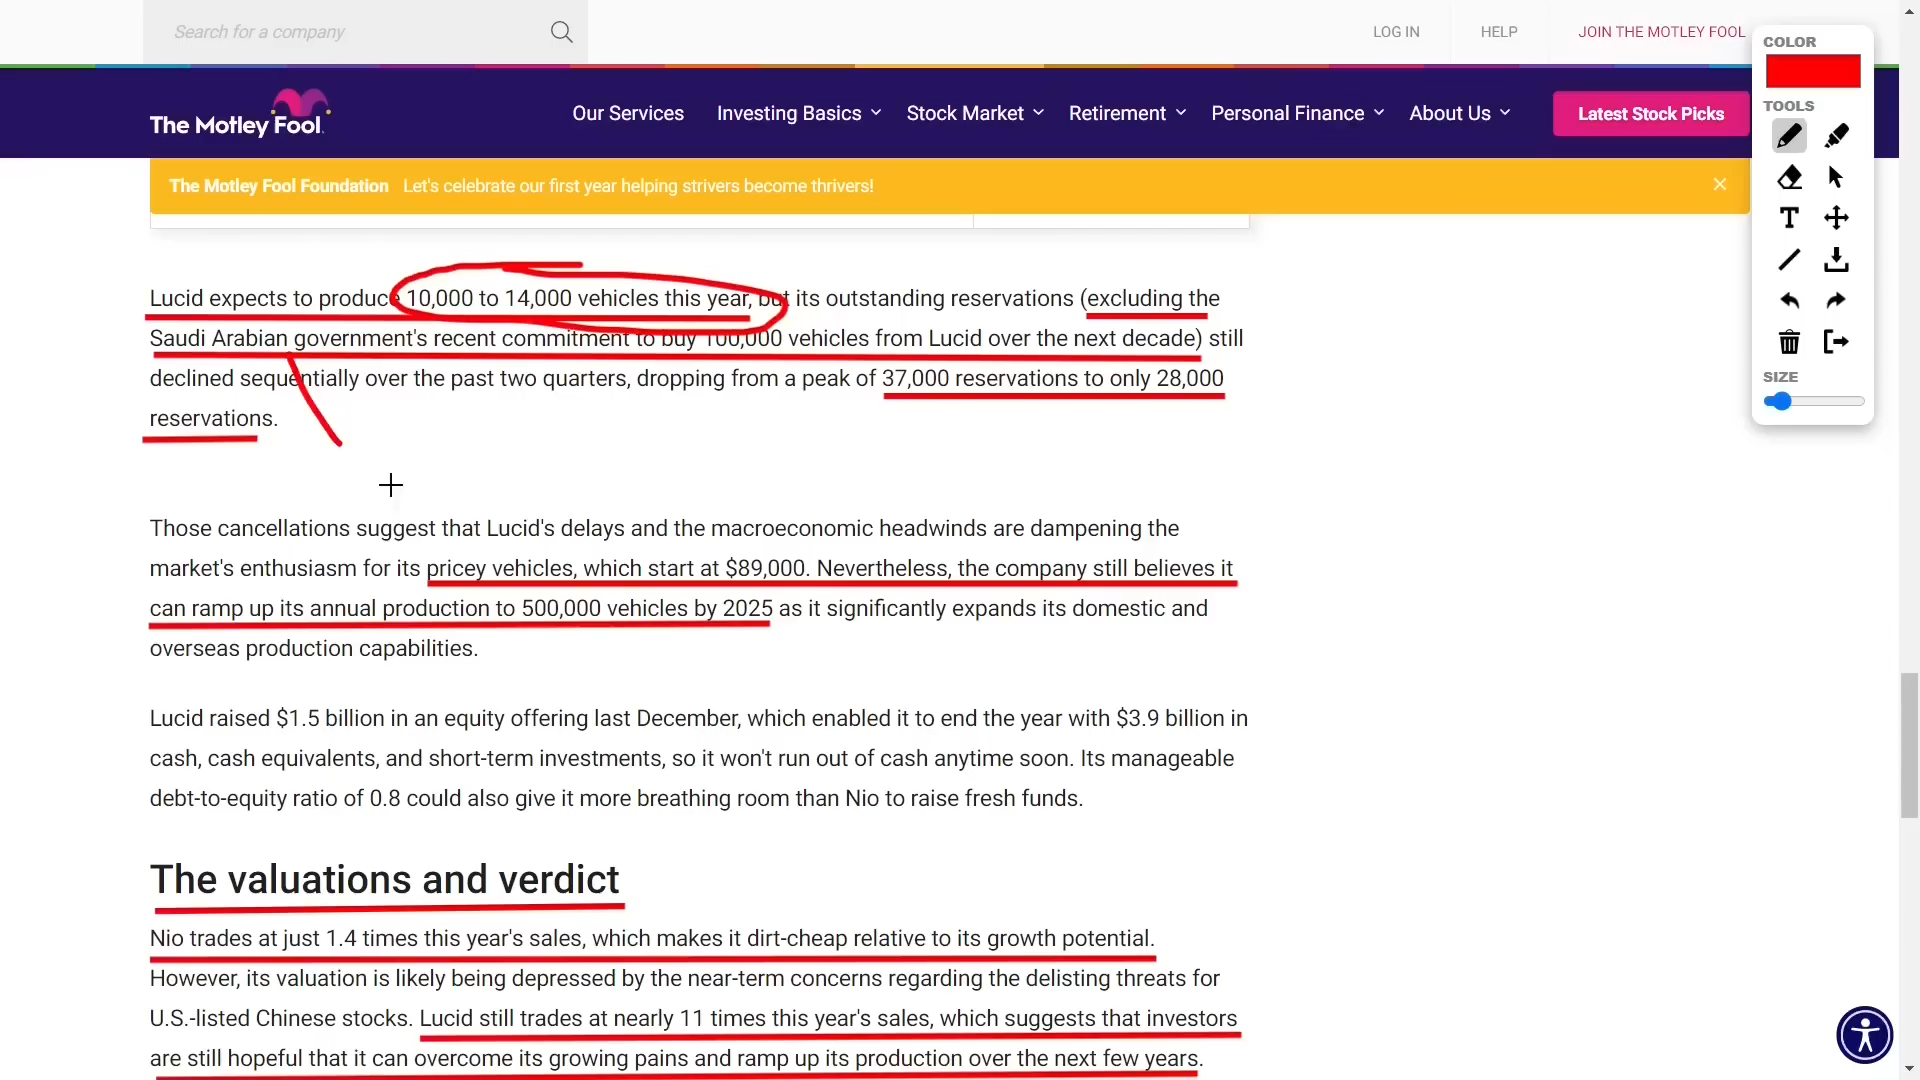 Search for a company
LOG IN
HELP
JOIN THE MOTLEY FOOL
The Motley Fool.
Our Services
Investing Basics
Stock Market
Retirement
Personal Finance
About Us
Latest Stock Picks
The Motley Fool Foundation Let's celebrate our first year helping strivers become thrivers!
Lucid expects to produce 10,000 to 14,000 vehicles this year, but its outstanding reservations (excluding the
Saudi Arabian government's recent commitment to buy 100,000 vehicles from Lucid over the next decade) still
declined sequentially over the past two quarters, dropping from a peak of 37,000 reservations to only 28,000
reservations.
Those cancellations suggest that Lucid's delays and the macroeconomic headwinds are dampening the
market's enthusiasm for its pricey vehicles, which start at $89,000. Nevertheless, the company still believes it
can ramp up its annual production to 500,000 vehicles by 2025 as it significantly expands its domestic and
overseas production capabilities.
Lucid raised $1.5 billion in an equity offering last December, which enabled it to end the year with $3.9 billion in
cash, cash equivalents, and short-term investments, so it won't run out of cash anytime soon. Its manageable
debt-to-equity ratio of 0.8 could also give it more breathing room than Nio to raise fresh funds.
The valuations and verdict
Nio trades at just 1.4 times this year's sales, which makes it dirt-cheap relative to its growth potential.
However, its valuation is likely being depressed by the near-term concerns regarding the delisting threats for
U.S.-listed Chinese stocks. Lucid still trades at nearly 11 times this year's sales, which suggests that investors
are still hopeful that it can overcome its growing pains and ramp up its production over the next few years.
COLOR
TOOLS
SIZE